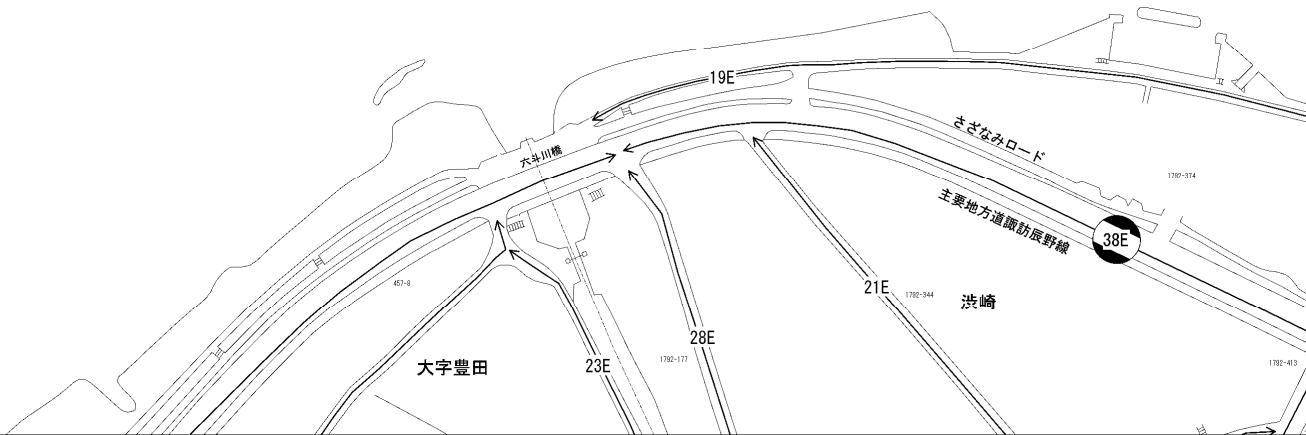 19E
さざなみロード
六斗川橋
1792-374
主要地方道諏訪辰野線
38E
457-8
21E
1792-344
渋崎
28E
1792-177
1792-413
大字豊田
23E